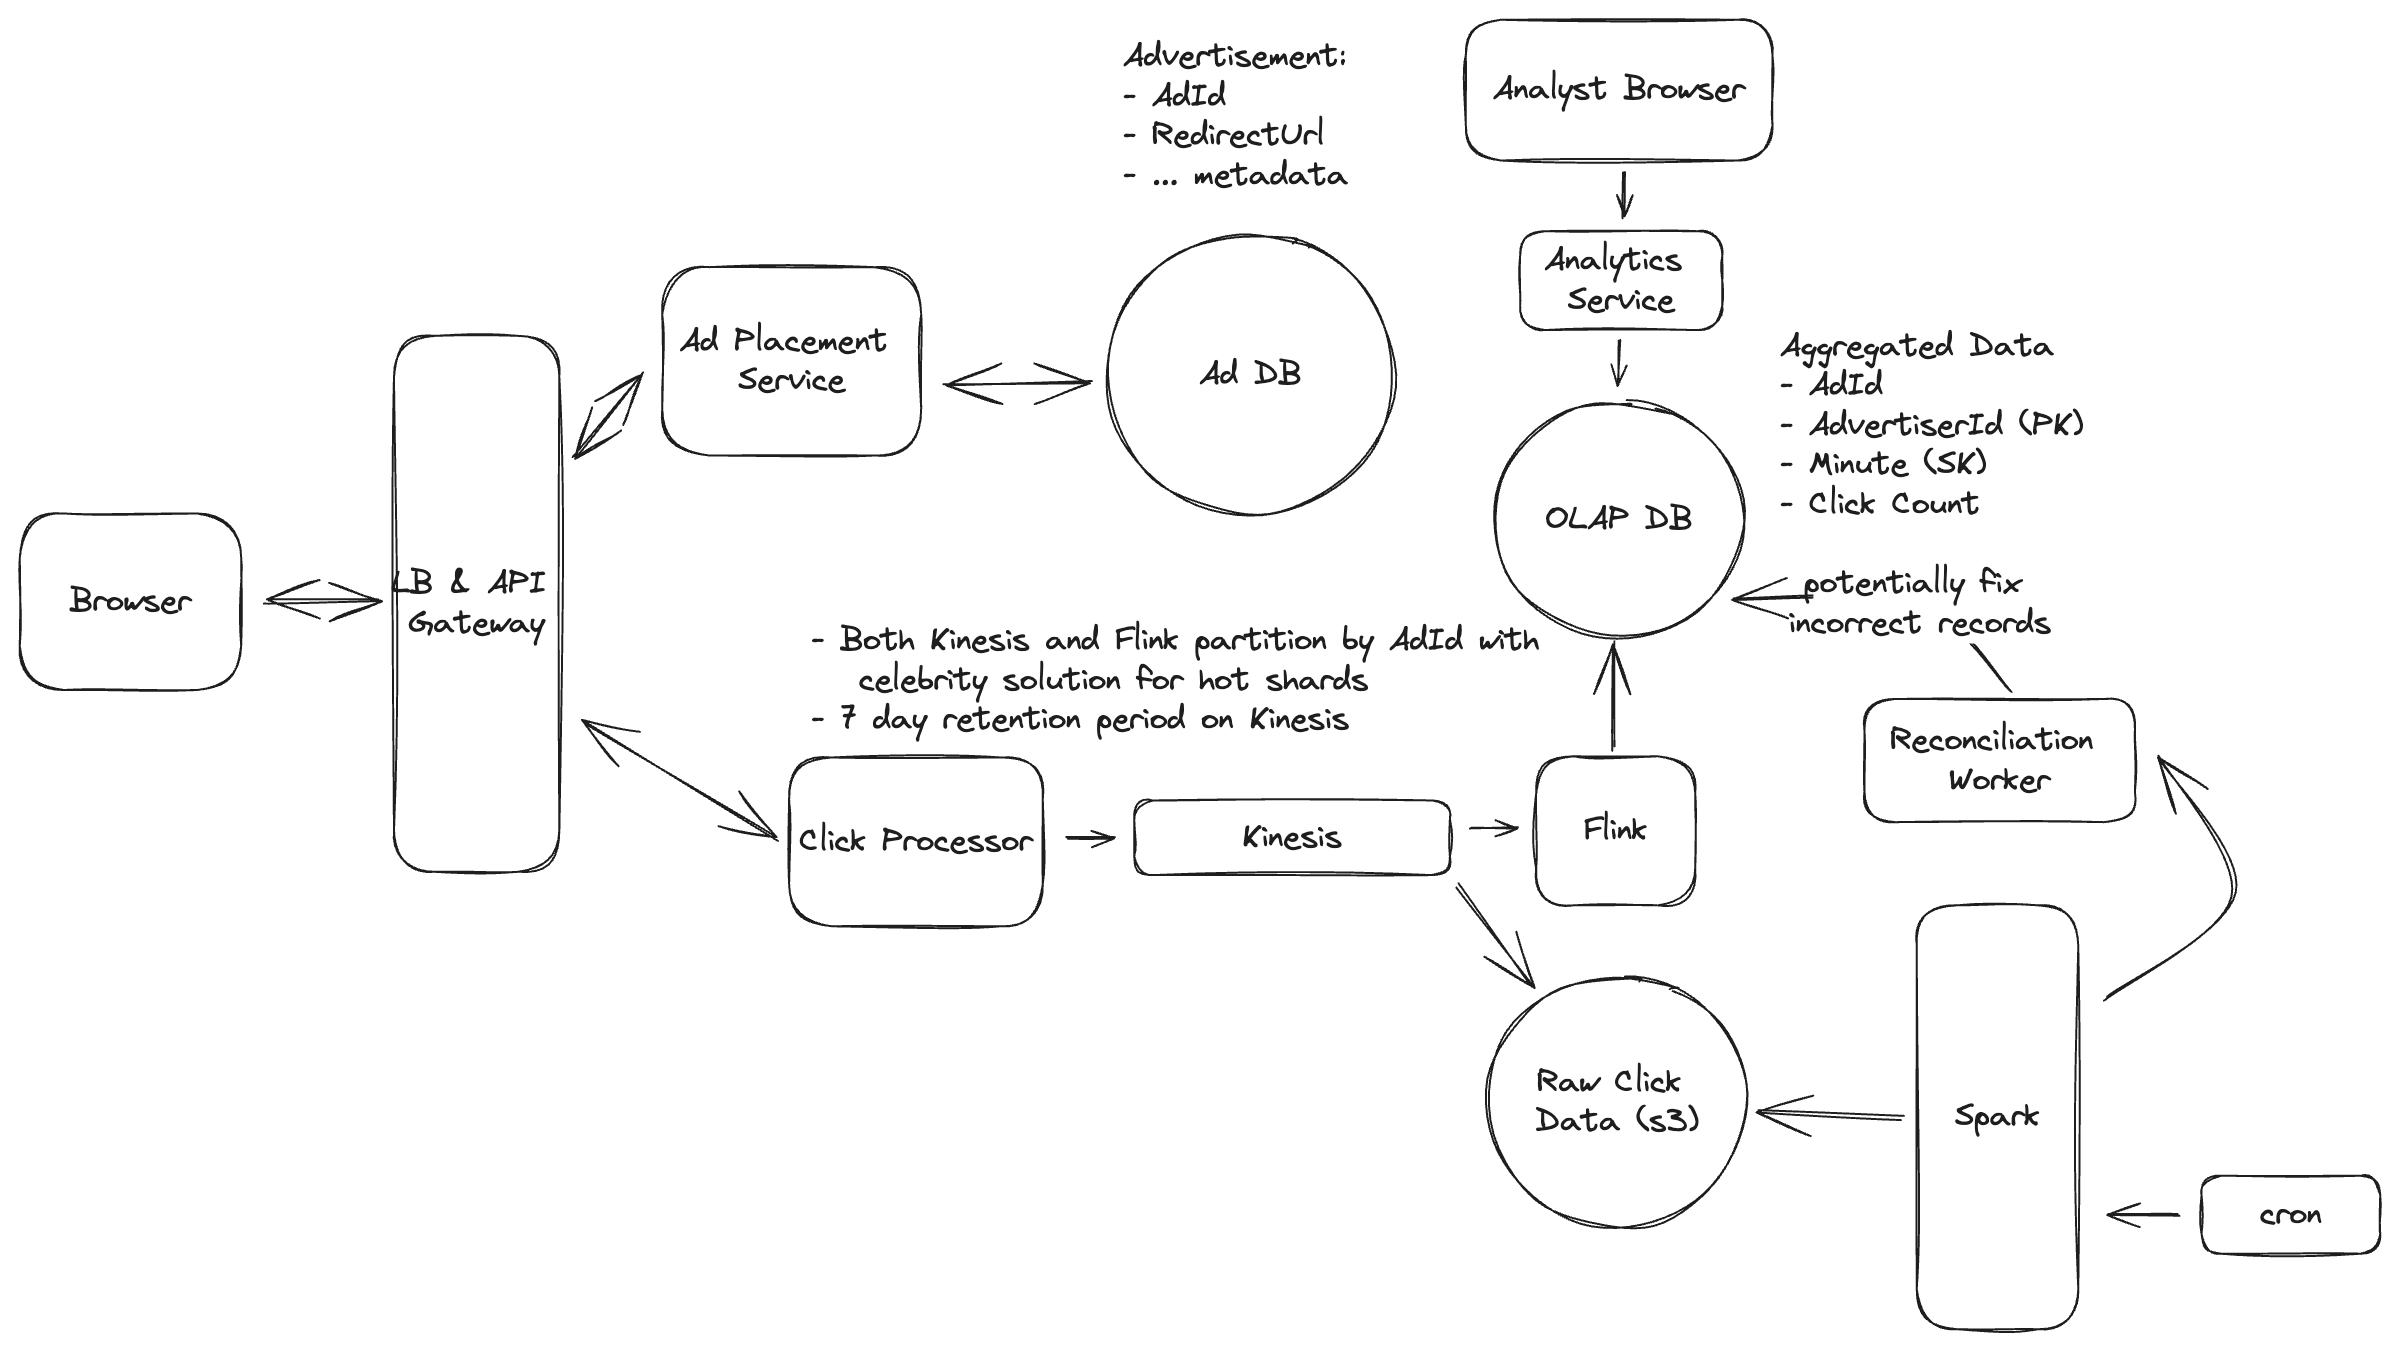 Advertisement:
- AdId
- RedirectUrl
- ... metadata
Analyst Browser
Analytics
Service
Ad Placement
Service
Ad DB
Aggregated Data
- AdId
- AdvertiserId (PK)
- Minute (SK)
- Click Count
OLAP DB
Browser
LB & API
Gateway
potentially fix
incorrect records
- Both Kinesis and Flink partition by AdId with
celebrity solution for hot shards
- 7 day retention period on Kinesis
Reconciliation
Worker
Click Processor
Kinesis
Flink
Raw Click
Data (s3)
Spark
cron